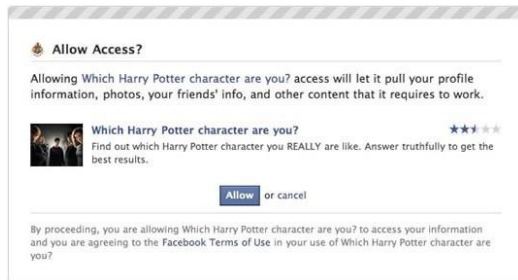 Allow Access?
Allowing Which Harry Potter character are you? access will let it pull your profile
information, photos, your friends' info, and other content that it requires to work.
Which Harry Potter character are you?
Find out which Harry Potter character you REALLY are like. Answer truthfully to get the
best results.
Allow or cancel
By proceeding, you are allowing Which Harry Potter character are you? to access your information
and you are agreeing to the Facebook Terms of Use in your use of Which Harry Potter character are
you?